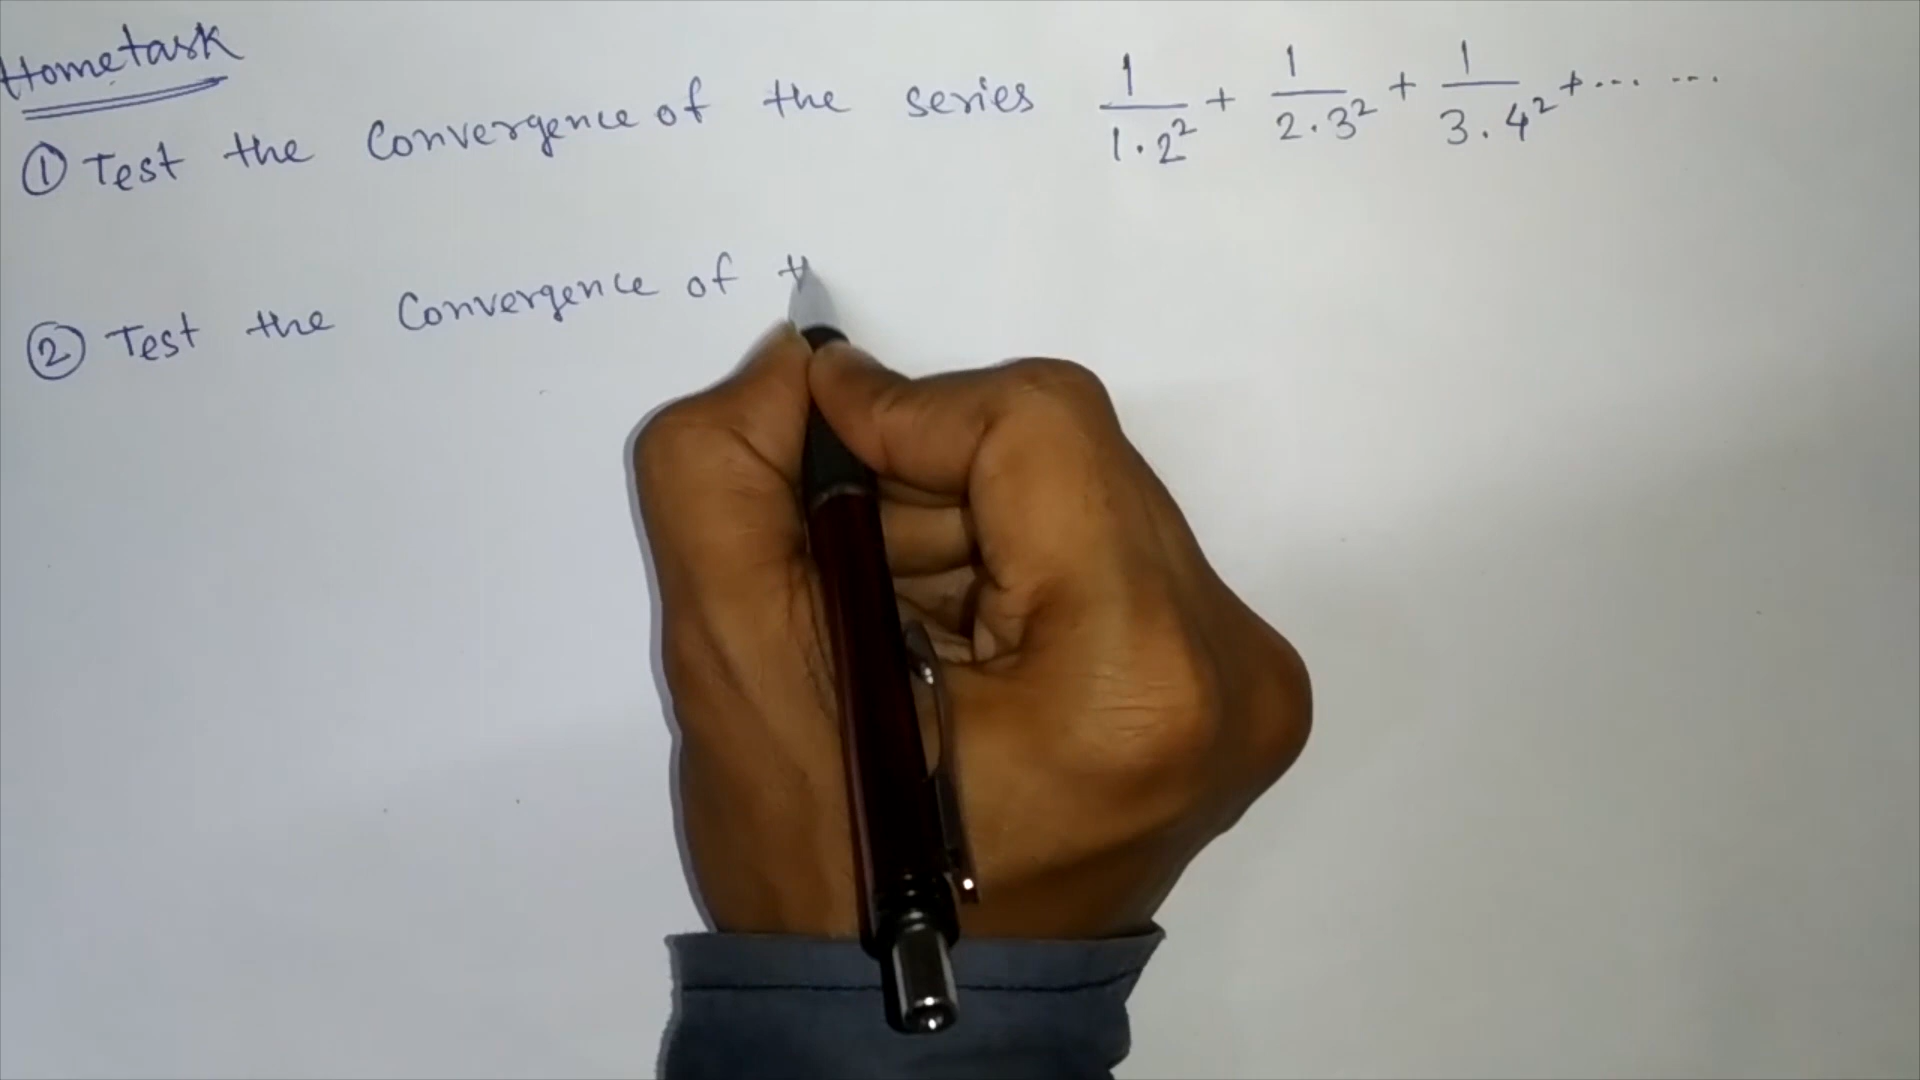 Hometask
① Test the Convergence of the series 1/1.2² + 1/2.3² + 1/3.4² + ... ...
② Test the Convergence of